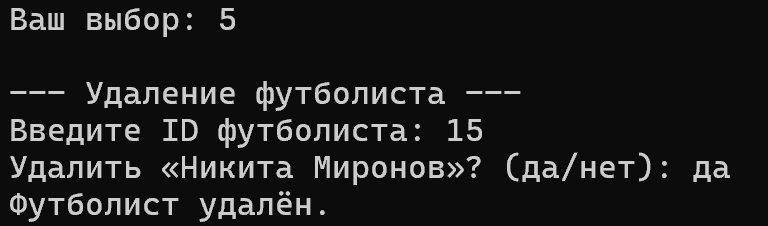 Ваш выбор: 5
--- Удаление футболиста ---
Введите ID футболиста: 15
Удалить «Никита Миронов»? (да/нет): да
Футболист удалён.